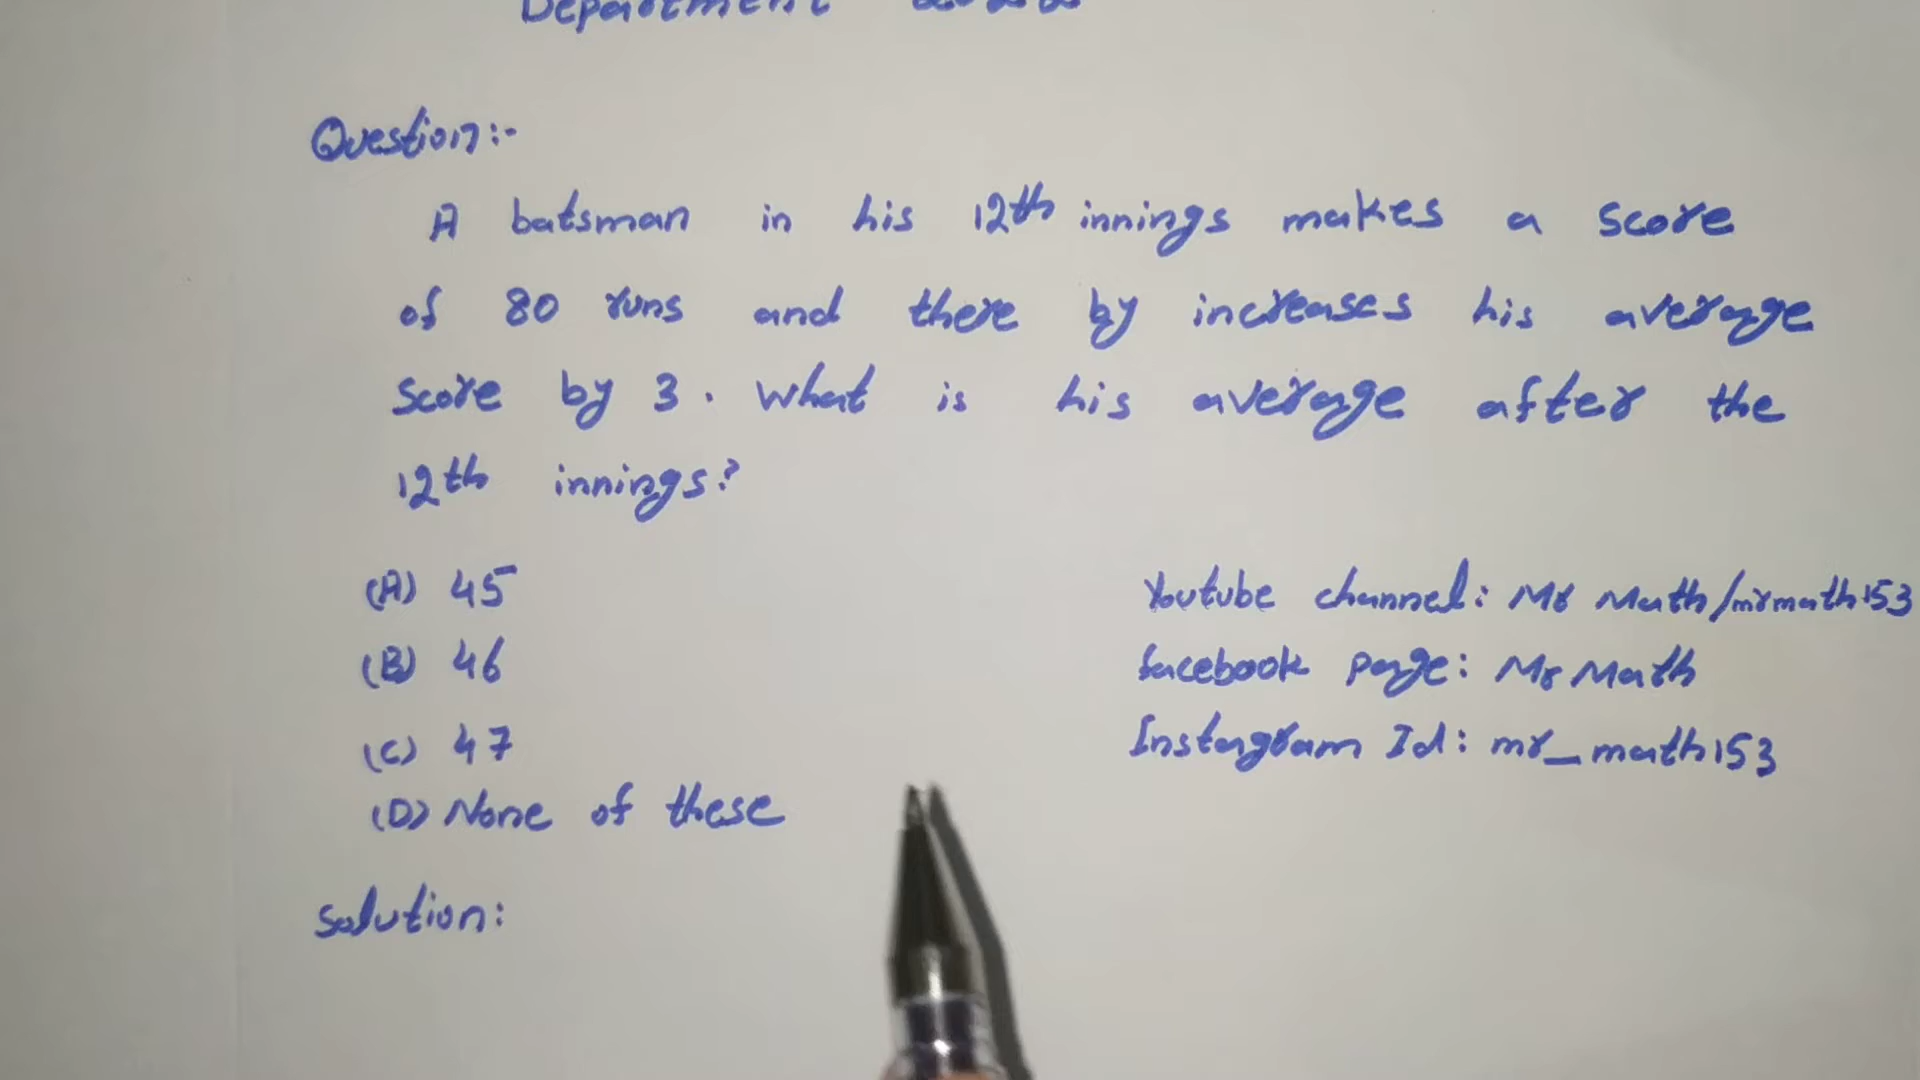 Department 2022
Question:-
A batsman in his 12th innings makes a score
of 80 runs and there by increases his average
score by 3. What is his average after the
12th innings?
(A) 45
(B) 46
(C) 47
(D) None of these
Youtube channel: Mr Math/mrmath153
facebook page: Mr Math
Instagram Id: mr_math153
Solution: